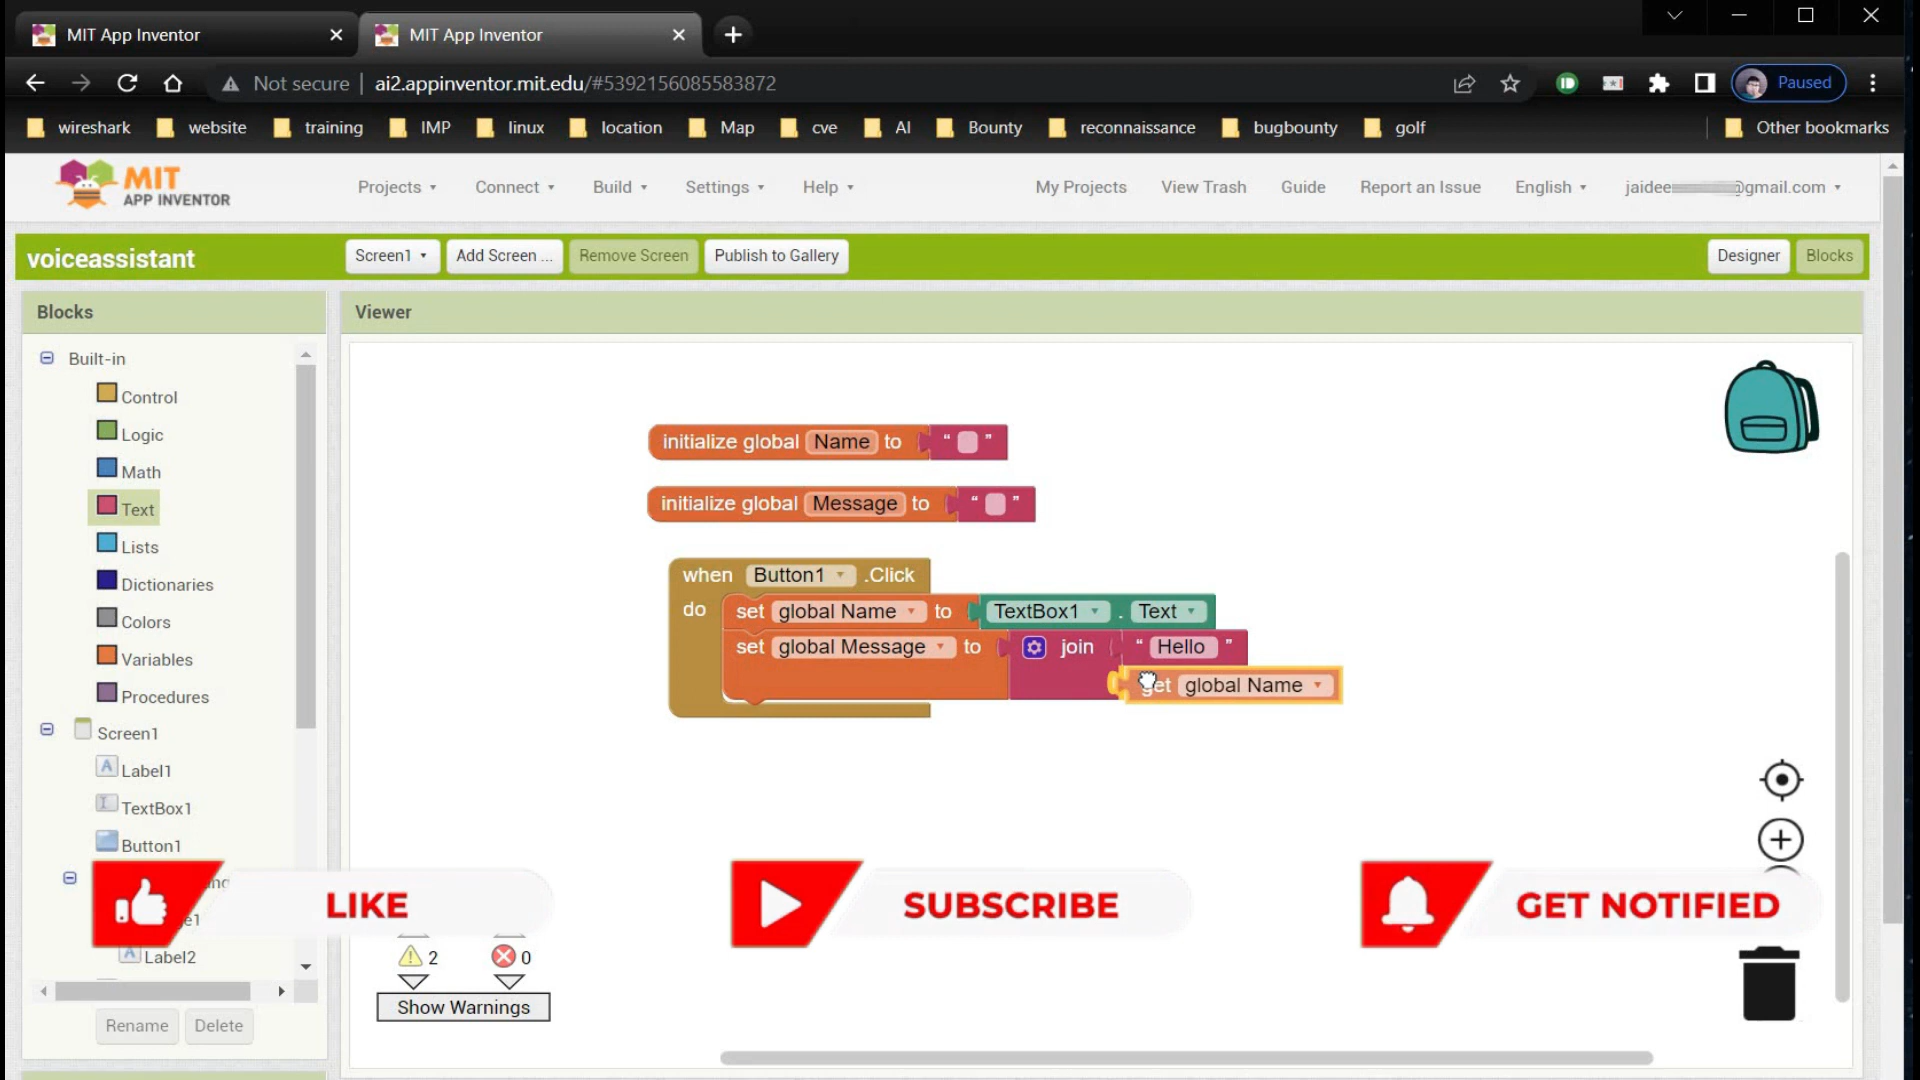 MIT App Inventor
MIT App Inventor
Not secure
ai2.appinventor.mit.edu/#5392156085583872
Paused
wireshark website training IMP linux location Map cve AI Bounty reconnaissance bugbounty golf Other bookmarks
MIT
APP INVENTOR
Projects Connect Build Settings Help My Projects View Trash Guide Report an Issue English @gmail.com
voiceassistant
Screen1 Add Screen ... Remove Screen Publish to Gallery Designer Blocks
Blocks
Viewer
Built-in
Control
Logic
Math
Text
Lists
Dictionaries
Colors
Variables
Procedures
Screen1
Label1
TextBox1
Button1
Label2
Rename Delete
initialize global Name to “ ”
initialize global Message to “ ”
when Button1 .Click
do set global Name to TextBox1 . Text
set global Message to join “ Hello ”
get global Name
LIKE
SUBSCRIBE
GET NOTIFIED
2 0
Show Warnings